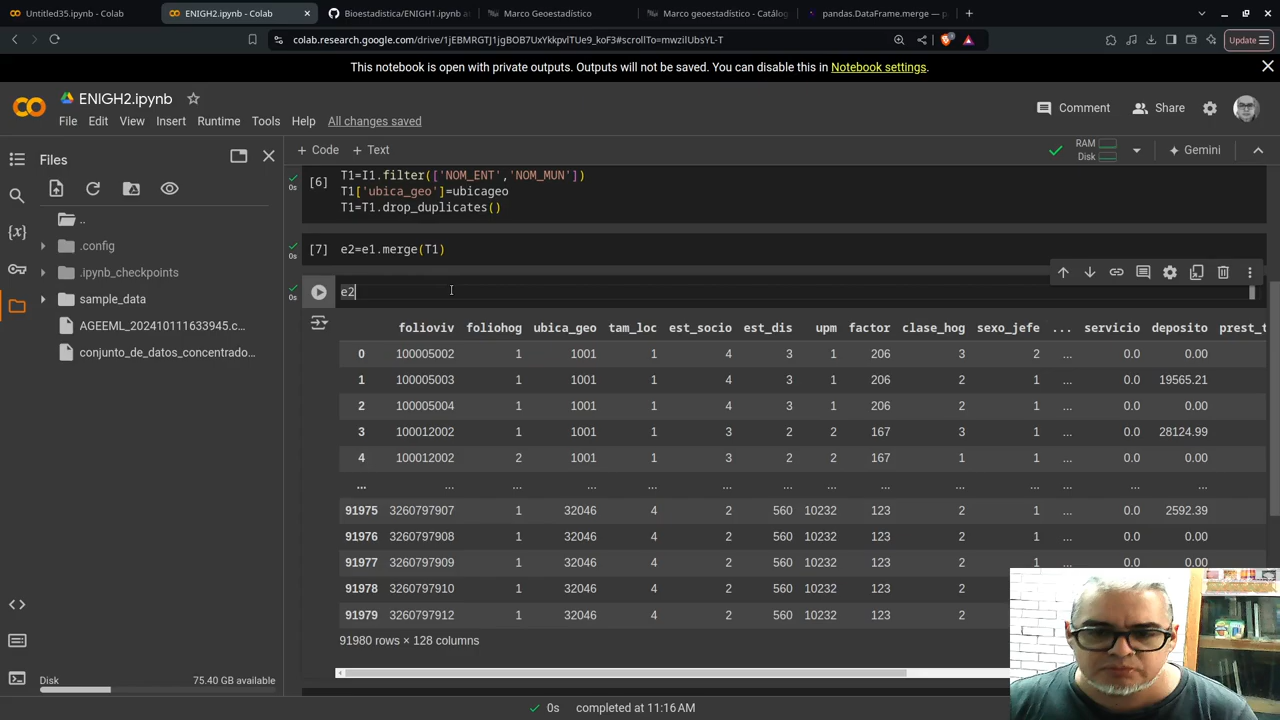 Untitled35.ipynb - Colab
ENIGH2.ipynb - Colab
Bioestadistica/ENIGH1.ipynb a
Marco Geoestadístico
Marco geoestadístico - Catálog
pandas.DataFrame.merge — p
colab.research.google.com/drive/1jEBMRGTJ1jgBOB7UxYkkpvlTUe9_koF3#scrollTo=mwziIUbsYL-T
Update
This notebook is open with private outputs. Outputs will not be saved. You can disable this in Notebook settings.
ENIGH2.ipynb
File Edit View Insert Runtime Tools Help All changes saved
Comment Share
Files
+ Code + Text
RAM
Disk
Gemini
..
.config
.ipynb_checkpoints
sample_data
AGEEML_202410111633945.c...
conjunto_de_datos_concentrado...
0s [6] T1=I1.filter(['NOM_ENT','NOM_MUN'])
T1['ubica_geo']=ubicageo
T1=T1.drop_duplicates()
0s [7] e2=e1.merge(T1)
0s e2
folioviv foliohog ubica_geo tam_loc est_socio est_dis upm factor clase_hog sexo_jefe ... servicio deposito prest_t
0 100005002 1 1001 1 4 3 1 206 3 2 ... 0.0 0.00
1 100005003 1 1001 1 4 3 1 206 2 1 ... 0.0 19565.21
2 100005004 1 1001 1 4 3 1 206 2 1 ... 0.0 0.00
3 100012002 1 1001 1 3 2 2 167 3 1 ... 0.0 28124.99
4 100012002 2 1001 1 3 2 2 167 1 1 ... 0.0 0.00
... ... ... ... ... ... ... ... ... ... ... ... ... ...
91975 3260797907 1 32046 4 2 560 10232 123 2 1 ... 0.0 2592.39
91976 3260797908 1 32046 4 2 560 10232 123 2 1 ... 0.0 0.00
91977 3260797909 1 32046 4 2 560 10232 123 2 1 ... 0.0 0.00
91978 3260797910 1 32046 4 2 560 10232 123 2
91979 3260797912 1 32046 4 2 560 10232 123 2
91980 rows × 128 columns
Disk 75.40 GB available
0s completed at 11:16 AM